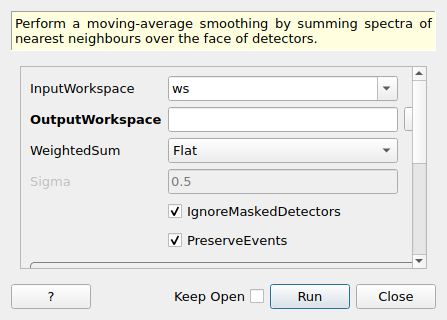 Perform a moving-average smoothing by summing spectra of
nearest neighbours over the face of detectors.
InputWorkspace ws
OutputWorkspace
WeightedSum Flat
Sigma 0.5
IgnoreMaskedDetectors
PreserveEvents
? Keep Open Run Close